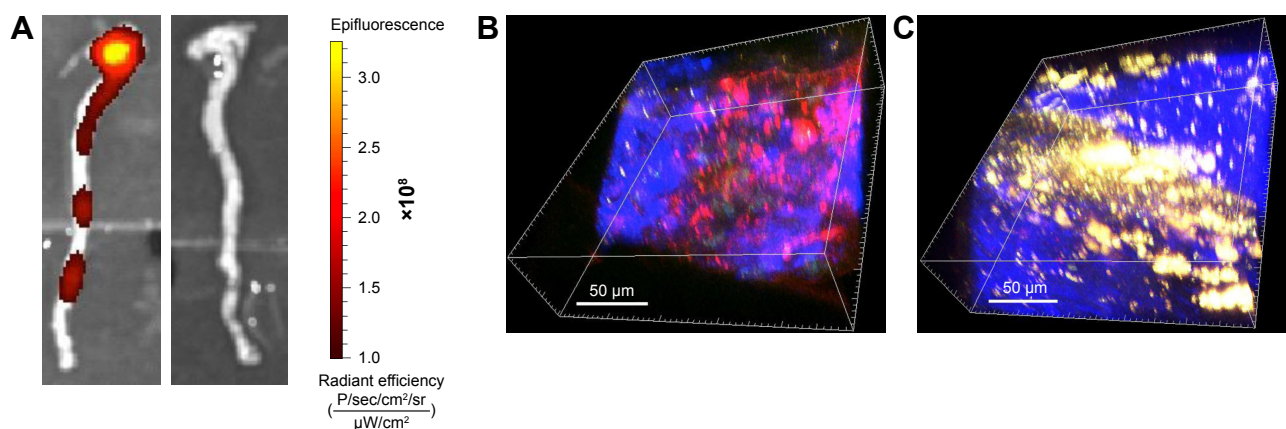 A
Epifluorescence
3.0
2.5
2.0
1.5
1.0
×10⁸
Radiant efficiency
(P/sec/cm²/sr
µW/cm²)
B
50 µm
C
50 µm